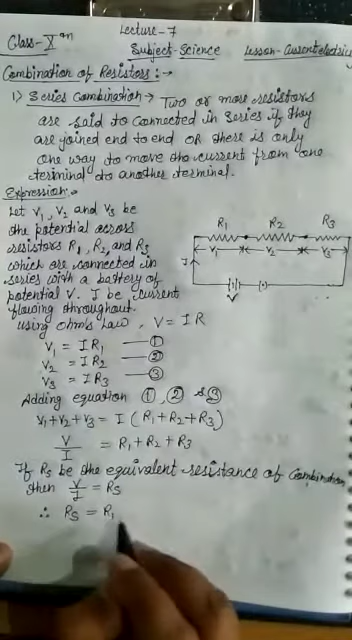 Lecture-7
Class-Xth Subject-Science Lesson-Current electricity
Combination of Resistors:→
1) Series Combination → Two or more resistors
are said to connected in series if they
are joined end to end or there is only
one way to move the current from one
terminal to another terminal.
Expression:-
Let V1, V2 and V3 be
the potential across
resistors R1, R2, and R3
which are connected in
series with a battery of
potential V. I be current
flowing throughout.
using ohm's Law, V = IR
V1 = IR1 —①
V2 = IR2 —②
V3 = IR3 —③
R1 R2 R3
V1 V2 V3
I
V
Adding equation ①, ② & ③
V1+V2+V3 = I (R1+R2+R3)
V/I = R1+R2+R3
If RS be the equivalent resistance of combination,
then V/I = RS
∴ RS = R1